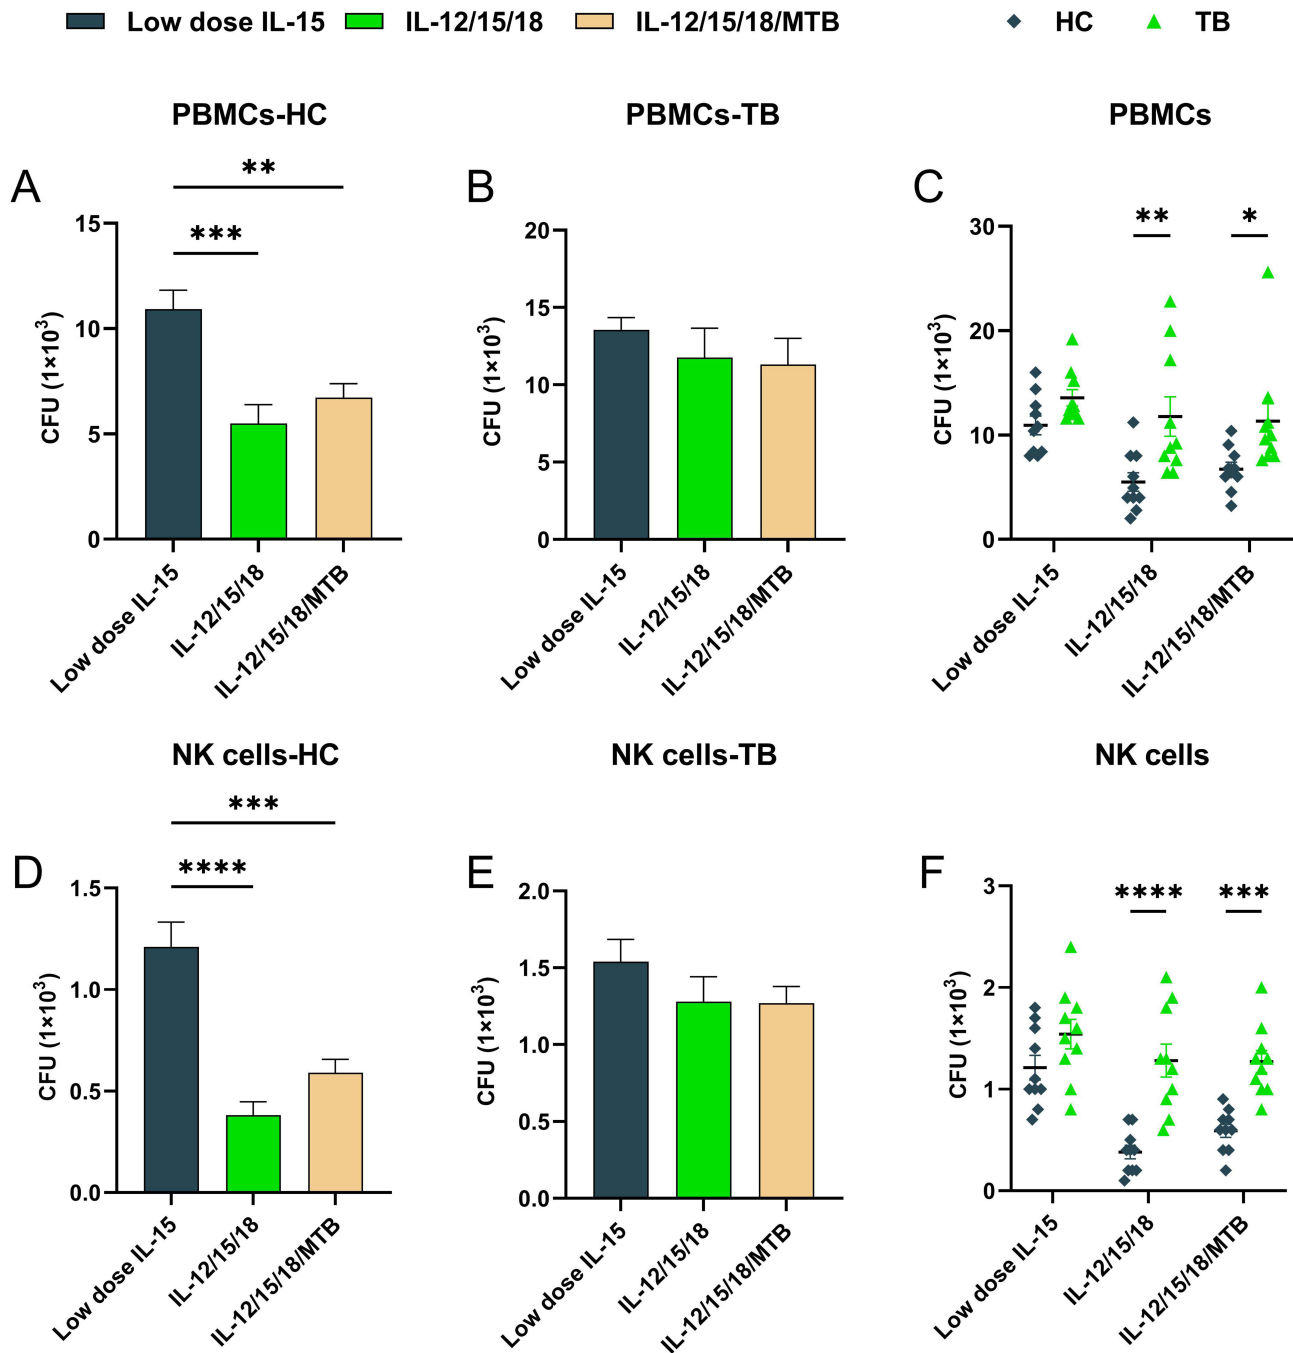 Low dose IL-15 IL-12/15/18 IL-12/15/18/MTB HC TB
PBMCs-HC PBMCs-TB PBMCs
A
**
***
15
10
5
0
CFU (1×10³)
Low dose IL-15
IL-12/15/18
IL-12/15/18/MTB
B
20
15
10
5
0
CFU (1×10³)
Low dose IL-15
IL-12/15/18
IL-12/15/18/MTB
C
** *
30
20
10
0
CFU (1×10³)
Low dose IL-15
IL-12/15/18
IL-12/15/18/MTB
NK cells-HC NK cells-TB NK cells
D
***
****
1.5
1.0
0.5
0.0
CFU (1×10³)
Low dose IL-15
IL-12/15/18
IL-12/15/18/MTB
E
2.0
1.5
1.0
0.5
0.0
CFU (1×10³)
Low dose IL-15
IL-12/15/18
IL-12/15/18/MTB
F
**** ***
3
2
1
0
CFU (1×10³)
Low dose IL-15
IL-12/15/18
IL-12/15/18/MTB